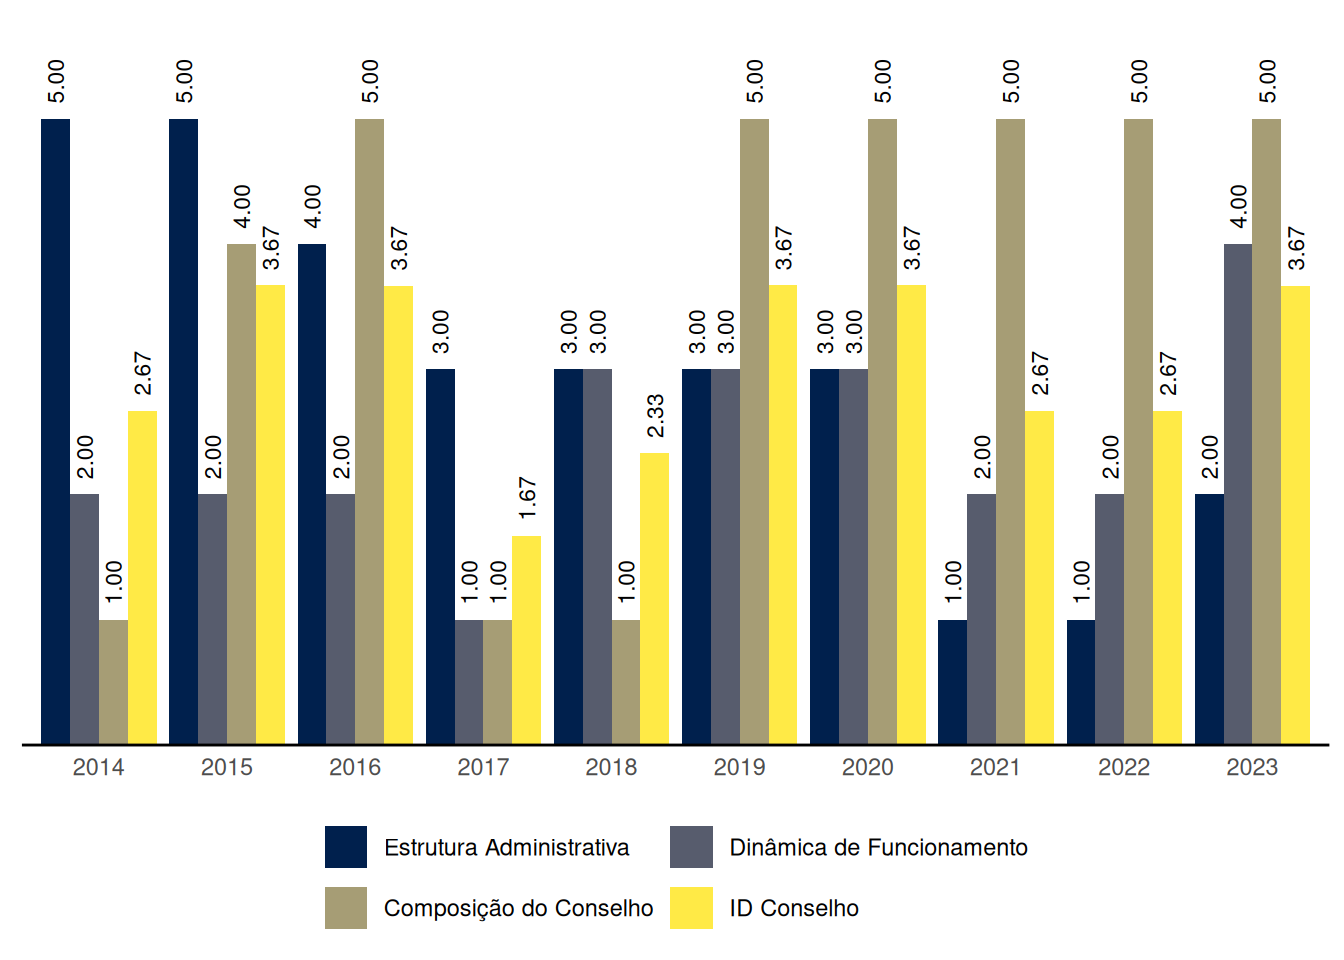 5.00 2.00 1.00 2.67
5.00 2.00 4.00 3.67
4.00 2.00 5.00 3.67
3.00 1.00 1.00 1.67
3.00 3.00 1.00 2.33
3.00 3.00 5.00 3.67
3.00 3.00 5.00 3.67
1.00 2.00 5.00 2.67
1.00 2.00 5.00 2.67
2.00 4.00 5.00 3.67
2014 2015 2016 2017 2018 2019 2020 2021 2022 2023
Estrutura Administrativa Dinâmica de Funcionamento
Composição do Conselho ID Conselho